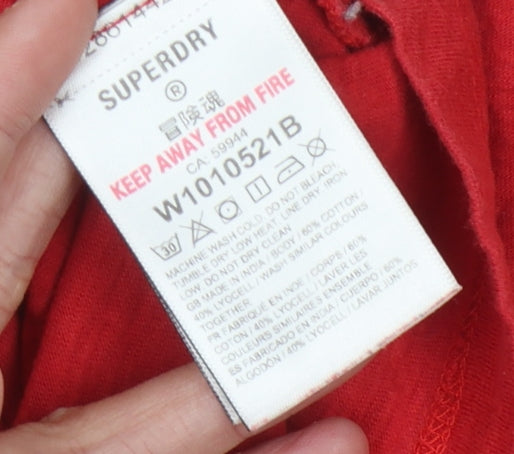 SUPERDRY
®
冒険魂
KEEP AWAY FROM FIRE
CA: 59944
W1010521B
30
MACHINE WASH COLD, DO NOT BLEACH,
TUMBLE DRY LOW HEAT LINE DRY, IRON
LOW, DO NOT DRY CLEAN
GB MADE IN INDIA / BODY / 60% COTTON /
40% LYOCELL / WASH SIMILAR COLOURS
TOGETHER.
FR FABRIQUÉ EN INDE / CORPS / 60%
COTON / 40% LYOCELL / LAVER LES
COULEURS SIMILAIRES ENSEMBLE
ES FABRICADO EN INDIA / CUERPO / 60%
ALGODÓN / 40% LYOCELL / LAVAR JUNTOS